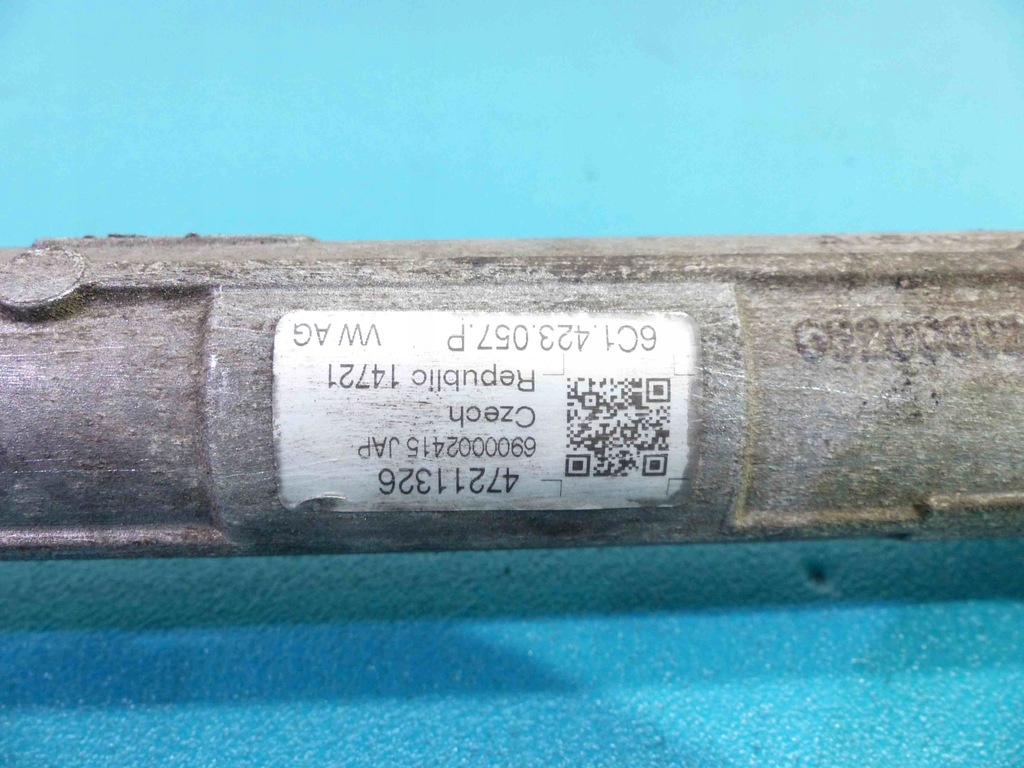 47211326
6900002415 JAP
Czech
Republic 14721
6C1.423.057.P VW AG